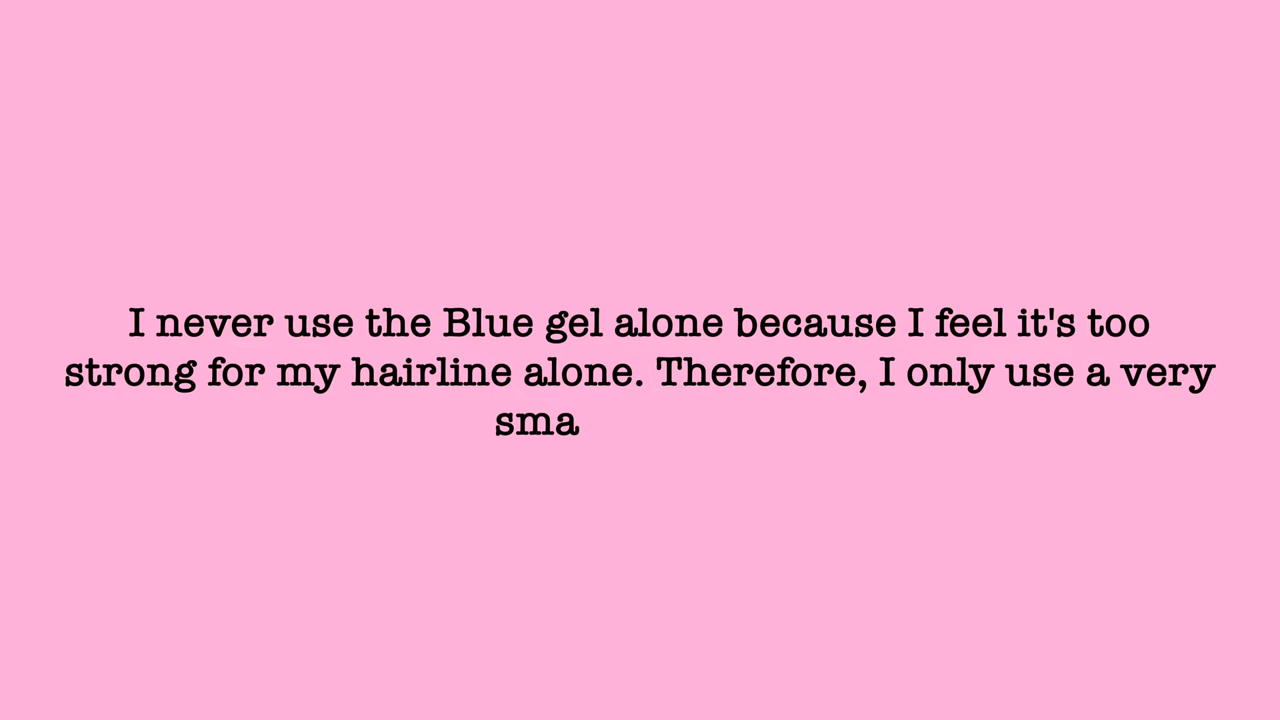 I never use the Blue gel alone because I feel it's too
strong for my hairline alone. Therefore, I only use a very
sma